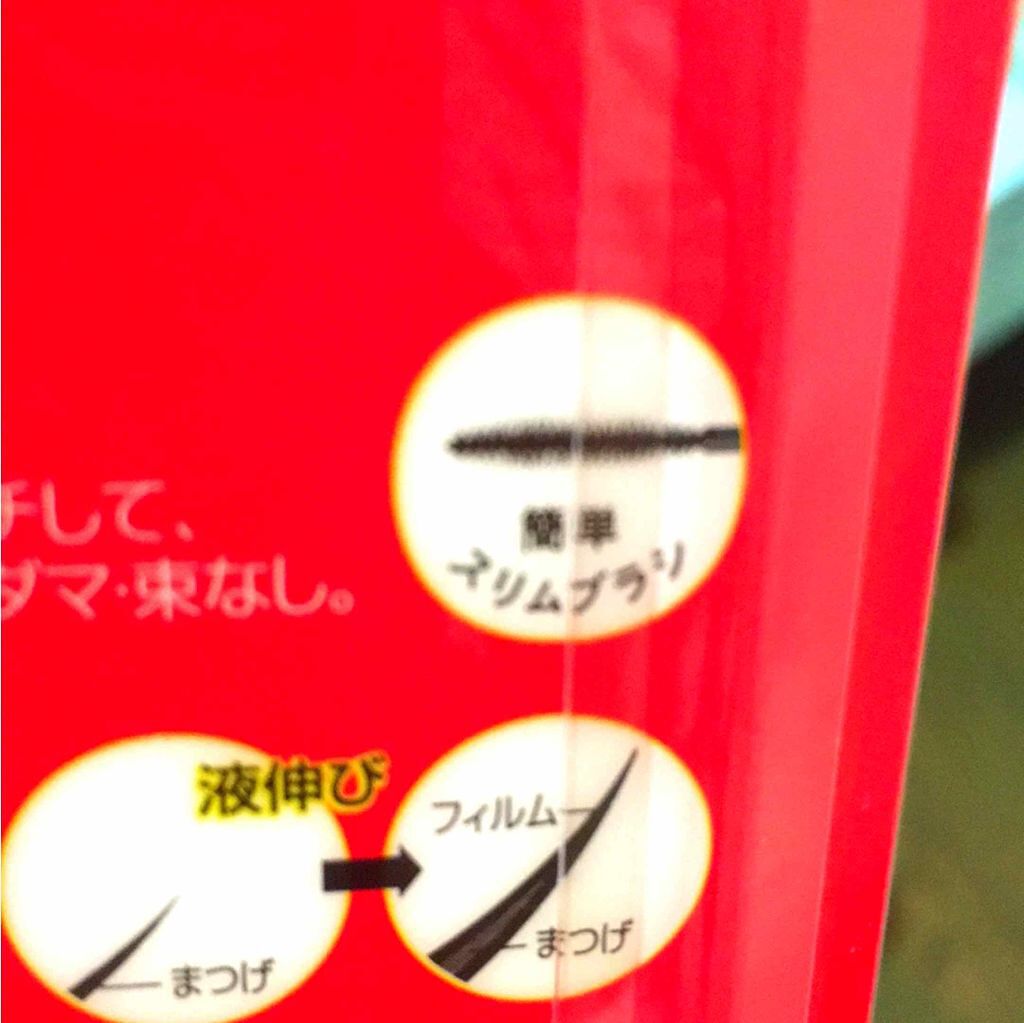 チして、
ダマ・束なし。
簡単
スリムブラシ
液伸び
フィルム
まつげ
まつげ